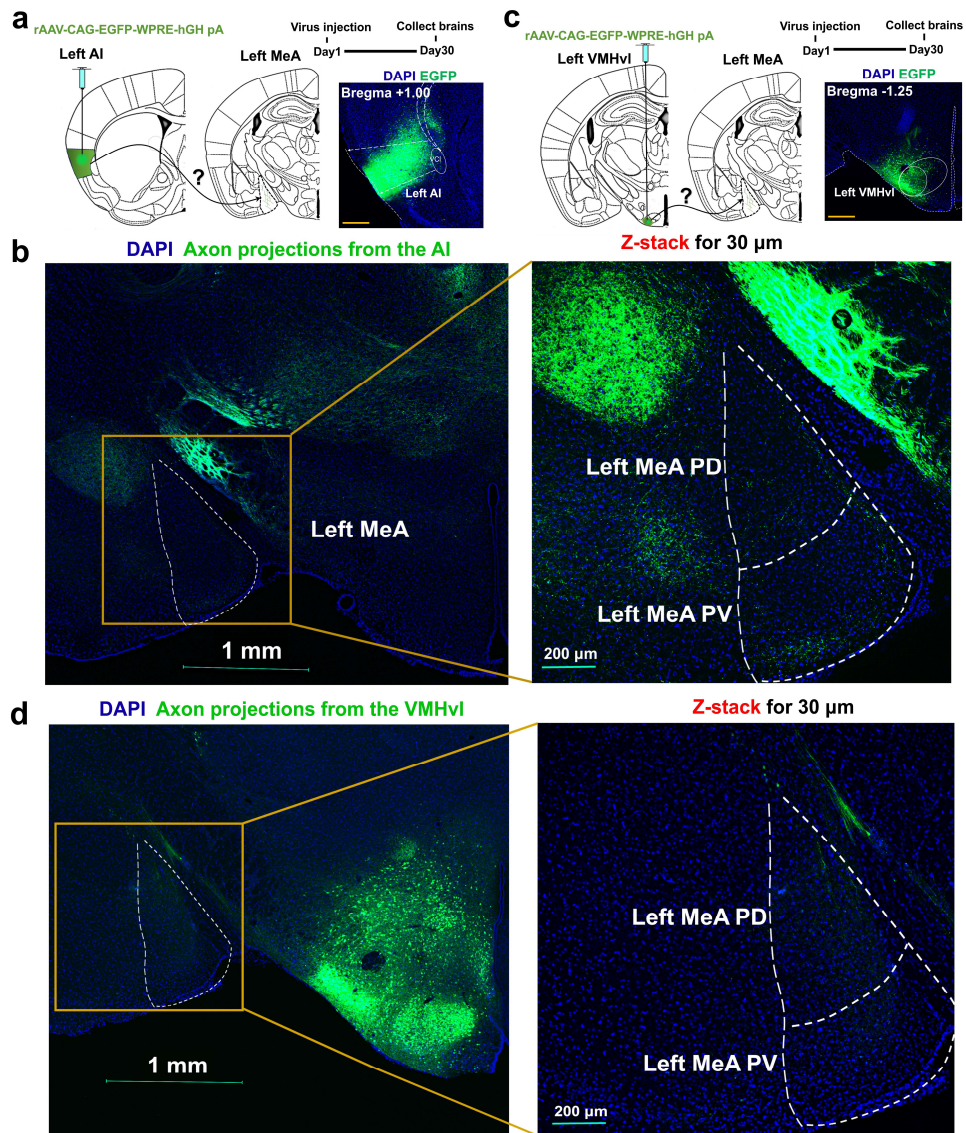 a
rAAV-CAG-EGFP-WPRE-hGH pA
Left AI
Left MeA
?
Virus injection
Collect brains
Day1
Day30
DAPI EGFP
Bregma +1.00
Left AI
c
rAAV-CAG-EGFP-WPRE-hGH pA
Left VMHvl
Left MeA
?
Virus injection
Collect brains
Day1
Day30
DAPI EGFP
Bregma -1.25
Left VMHvl
b
DAPI Axon projections from the AI
Left MeA
1 mm
Z-stack for 30 µm
Left MeA PD
Left MeA PV
200 µm
d
DAPI Axon projections from the VMHvl
1 mm
Z-stack for 30 µm
Left MeA PD
Left MeA PV
200 µm